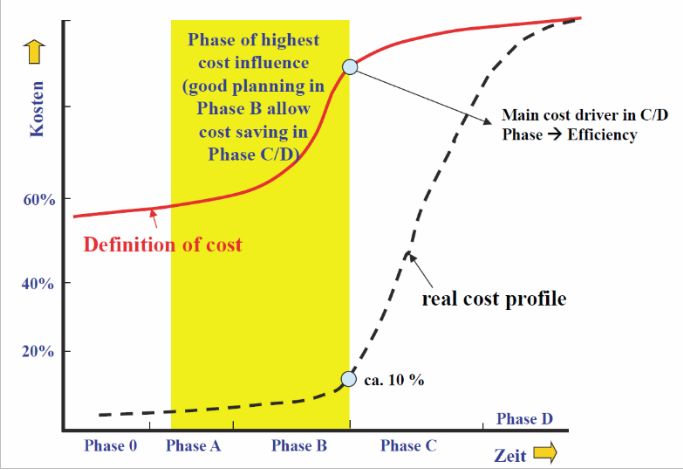 Phase of highest
cost influence
(good planning in
Phase B allow
cost saving in
Phase C/D)
Kosten
Main cost driver in C/D
Phase → Efficiency
60%
Definition of cost
40%
real cost profile
20%
ca. 10 %
Phase D
Phase 0
Phase A
Phase B
Phase C
Zeit